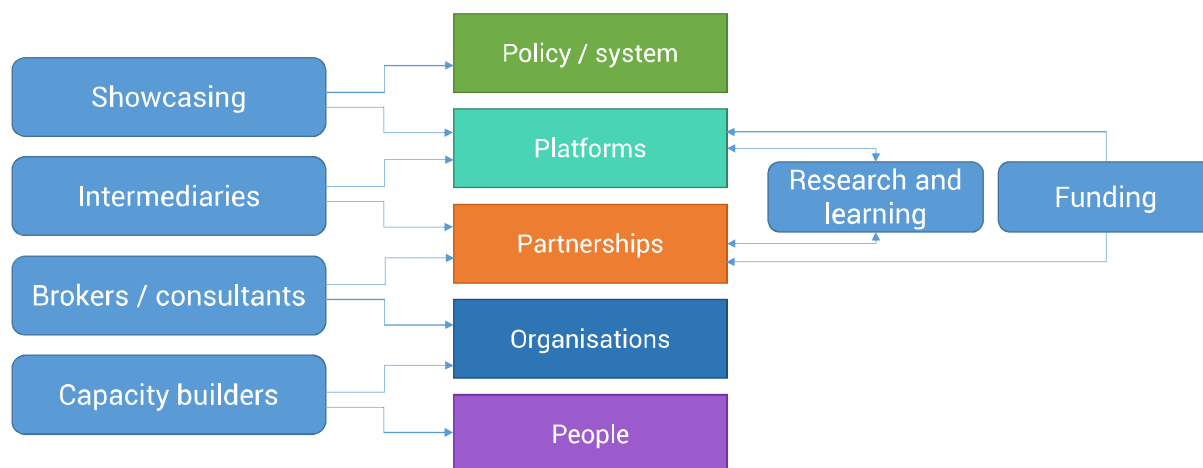 Showcasing
Intermediaries
Brokers / consultants
Capacity builders
Policy / system
Platforms
Partnerships
Organisations
People
Research and
learning
Funding